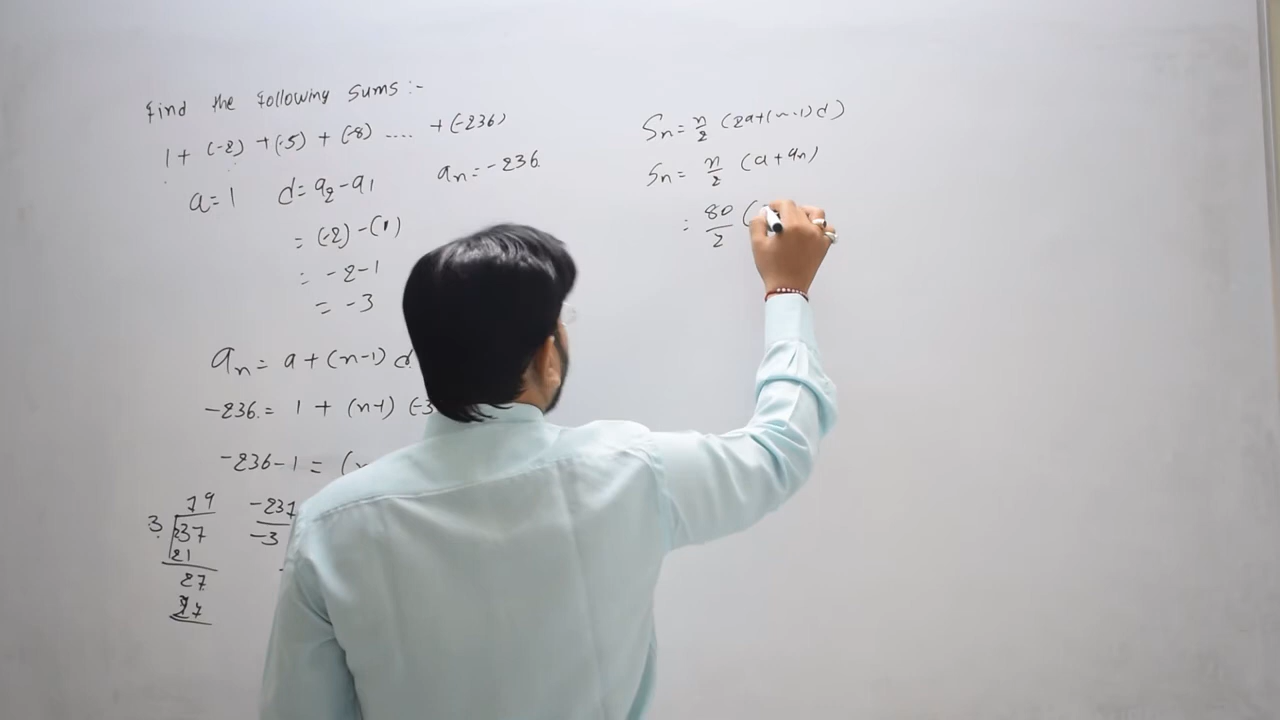 Find the following sums :-
1 + (-2) + (-5) + (-8) .... + (-236)
a = 1 d = a2 - a1 an = -236
= (-2) - (1)
= -2 - 1
= -3
an = a + (n-1) d
-236 = 1 + (n-1) (-3
-236 - 1 = (
79
3 237
21
27
27
-237
-3
Sn = n/2 (2a + (n-1) d)
Sn = n/2 (a + an)
= 80/2 (